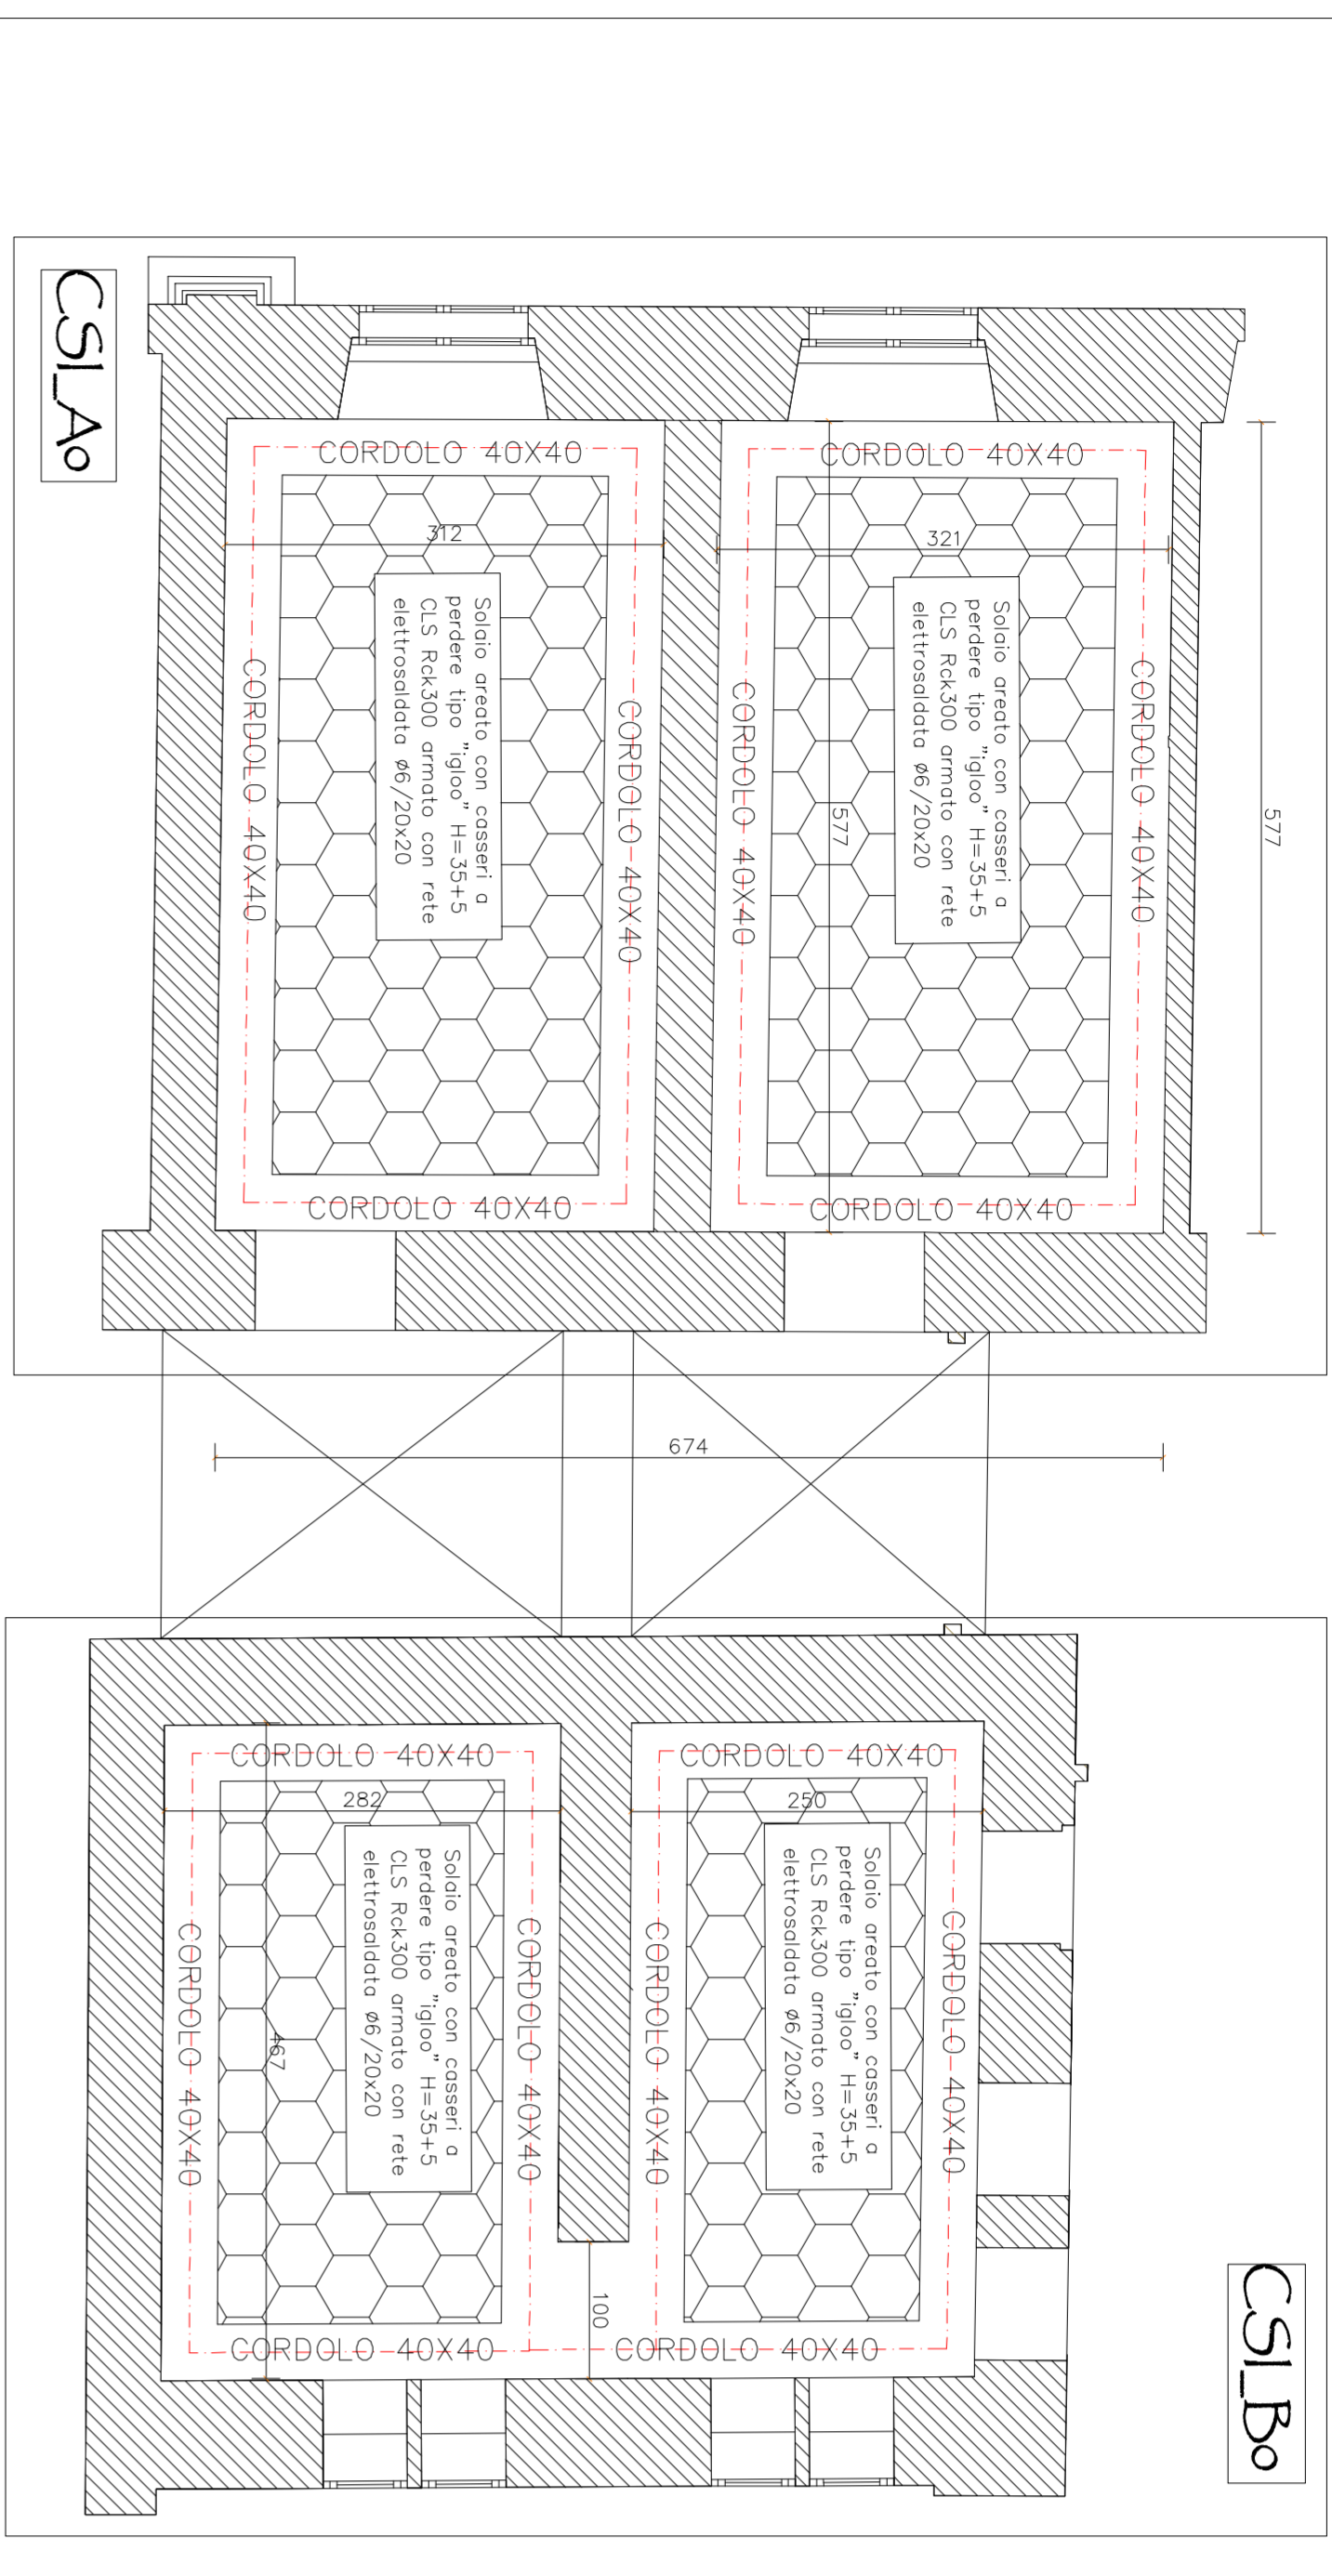 CSI_Ao
CORDOLO 40X40
CORDOLO 40X40
312
321
Solaio areato con casseri a
perdere tipo "igloo" H=35+5
CLS Rck300 armato con rete
elettrosaldata ø6/20x20
Solaio areato con casseri a
perdere tipo "igloo" H=35+5
CLS Rck300 armato con rete
elettrosaldata ø6/20x20
CORDOLO 40X40
CORDOLO 40X40
CORDOLO 40X40
CORDOLO 40X40
577
577
CORDOLO 40X40
CORDOLO 40X40
674
CORDOLO 40X40
CORDOLO 40X40
282
250
Solaio areato con casseri a
perdere tipo "igloo" H=35+5
CLS Rck300 armato con rete
elettrosaldata ø6/20x20
Solaio areato con casseri a
perdere tipo "igloo" H=35+5
CLS Rck300 armato con rete
elettrosaldata ø6/20x20
CORDOLO 40X40
CORDOLO 40X40
CORDOLO 40X40
CORDOLO 40X40
467
100
CORDOLO 40X40
CORDOLO 40X40
CSI_Bo